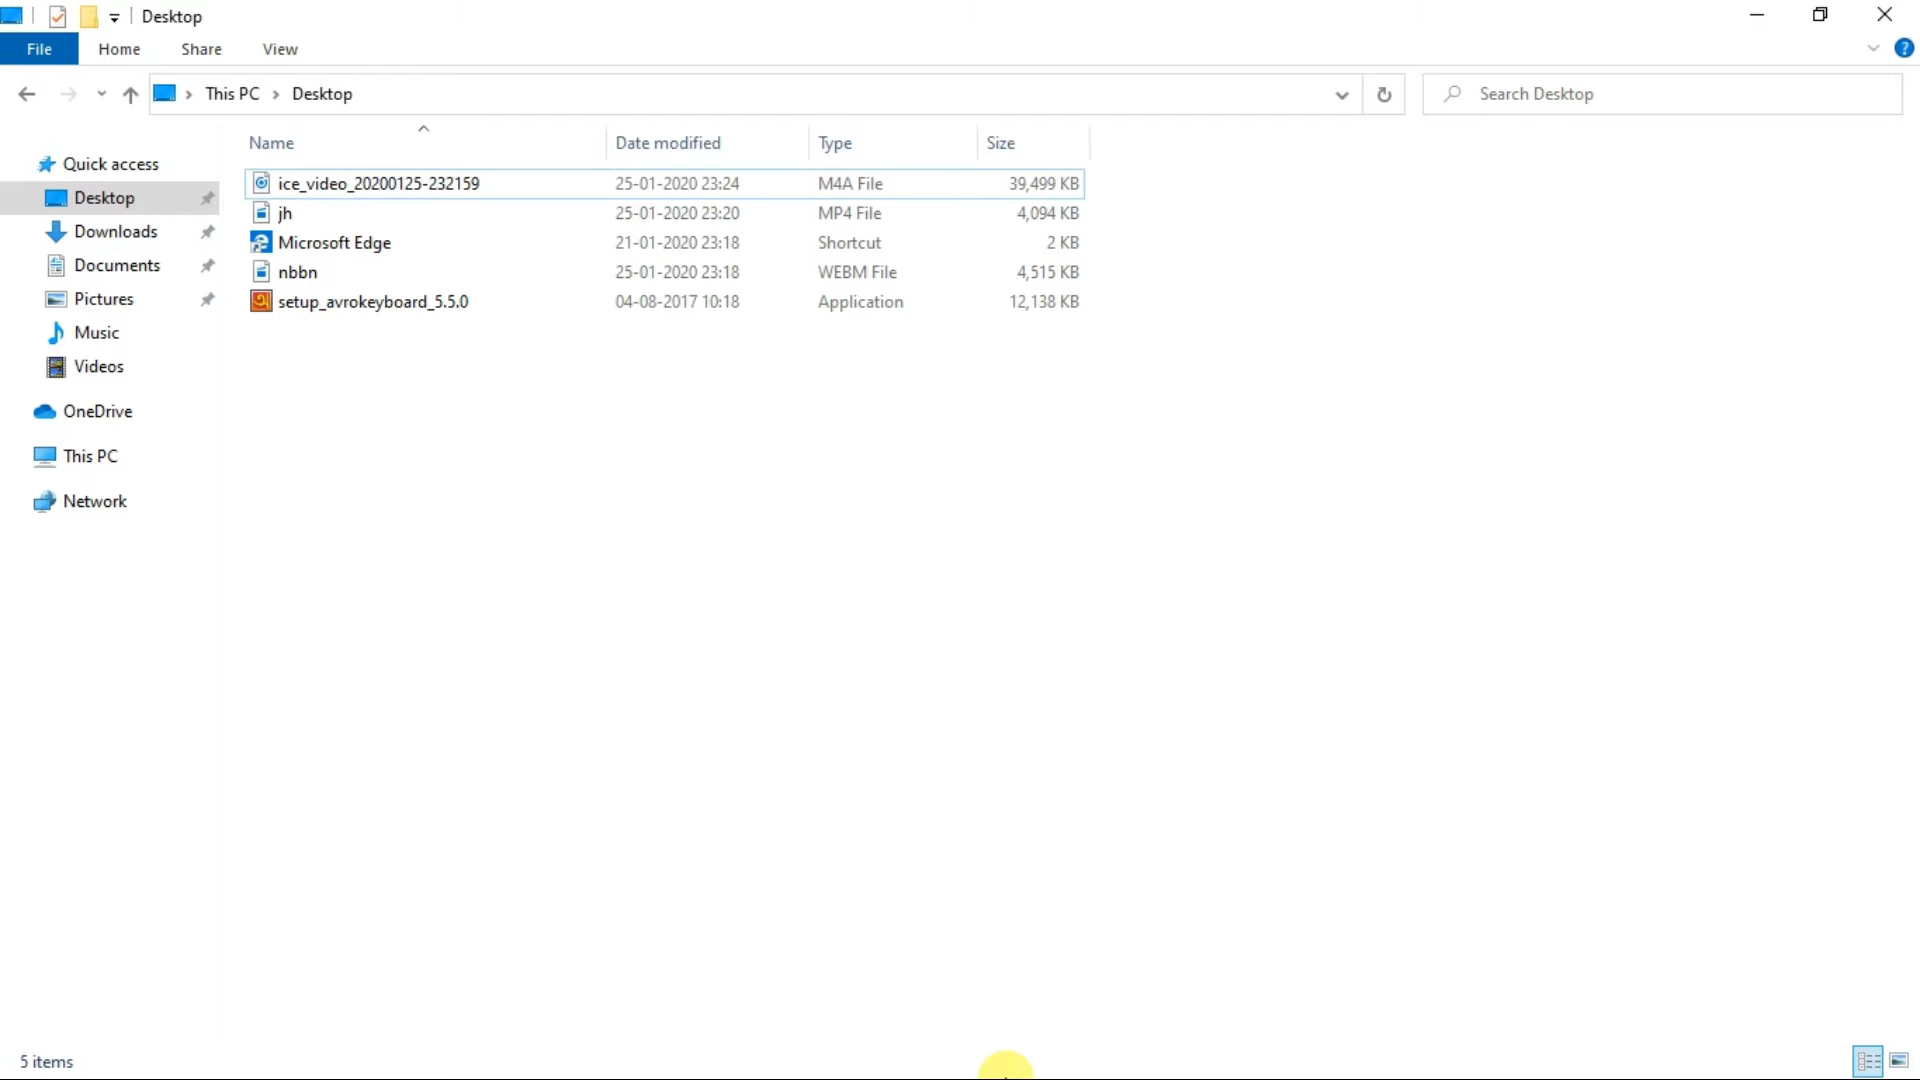 Desktop
File Home Share View
This PC Desktop Search Desktop
Name Date modified Type Size
Quick access
Desktop
Downloads
Documents
Pictures
Music
Videos
OneDrive
This PC
Network
ice_video_20200125-232159 25-01-2020 23:24 M4A File 39,499 KB
jh 25-01-2020 23:20 MP4 File 4,094 KB
Microsoft Edge 21-01-2020 23:18 Shortcut 2 KB
nbbn 25-01-2020 23:18 WEBM File 4,515 KB
setup_avrokeyboard_5.5.0 04-08-2017 10:18 Application 12,138 KB
5 items